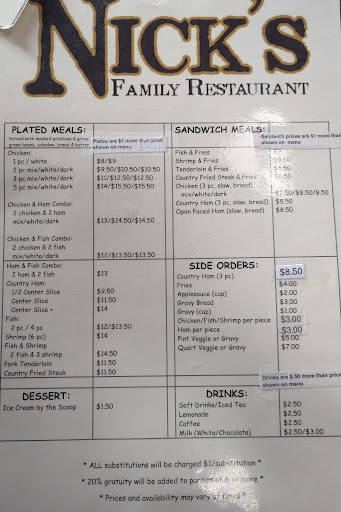 NICK'S
FAMILY RESTAURANT
PLATED MEALS:
Served with mashed potatoes & gravy,
green beans, coleslaw, bread & butter
Plates are $1 more than price
shown on menu
Chicken:
1 pc / white $8/$9
2 pc mix/white/dark $9.50/$10.50/$10.50
3 pc mix/white/dark $11/$12.50/$12.50
5 pc mix/white/dark $14/$15.50/$15.50
Chicken & Ham Combo:
2 chicken & 2 ham
mix/white/dark $13/$14.50/$14.50
Chicken & Fish Combo:
2 chicken & 2 fish
mix/white/dark $12/$13.50/$13.50
Ham & Fish Combo:
2 ham & 2 fish $13
Country Ham:
1/2 Center Slice $9.50
Center Slice $11.50
Center Slice + $14
Fish:
2 pc / 4 pc $12/$13.50
Shrimp (6 pc) $14
Fish & Shrimp
2 fish & 3 shrimp $14.50
Pork Tenderloin $11.50
Country Fried Steak $11.50
DESSERT:
Ice Cream by the Scoop $1.50
SANDWICH MEALS:
Sandwich prices are $1 more than
shown on menu
Fish & Fries
Shrimp & Fries $9.50
Tenderloin & Fries
Country Fried Steak & Fries $8.50
Chicken (3 pc, slaw, bread)
mix/white/dark $7.50/$8.50/8.50
Country Ham (3 pc, slaw, bread) $9.50
Open Faced Ham (slaw, bread) $8.50
SIDE ORDERS:
Country Ham (3 pc) $8.50
Fries $4.00
Applesauce (cup) $2.00
Gravy Bread $3.00
Gravy (cup) $1.00
Chicken/Fish/Shrimp per piece $3.00
Ham per piece $3.00
Pint Veggie or Gravy $5.00
Quart Veggie or Gravy $7.00
Drinks are $.50 more than price
shown on menu
DRINKS:
Soft Drinks/Iced Tea $2.50
Lemonade $2.50
Coffee $2.50
Milk (White/Chocolate) $2.50/$3.00
* ALL substitutions will be charged $1/substitution *
* 20% gratuity will be added to parties of 6 or more *
* Prices and availability may vary at times *